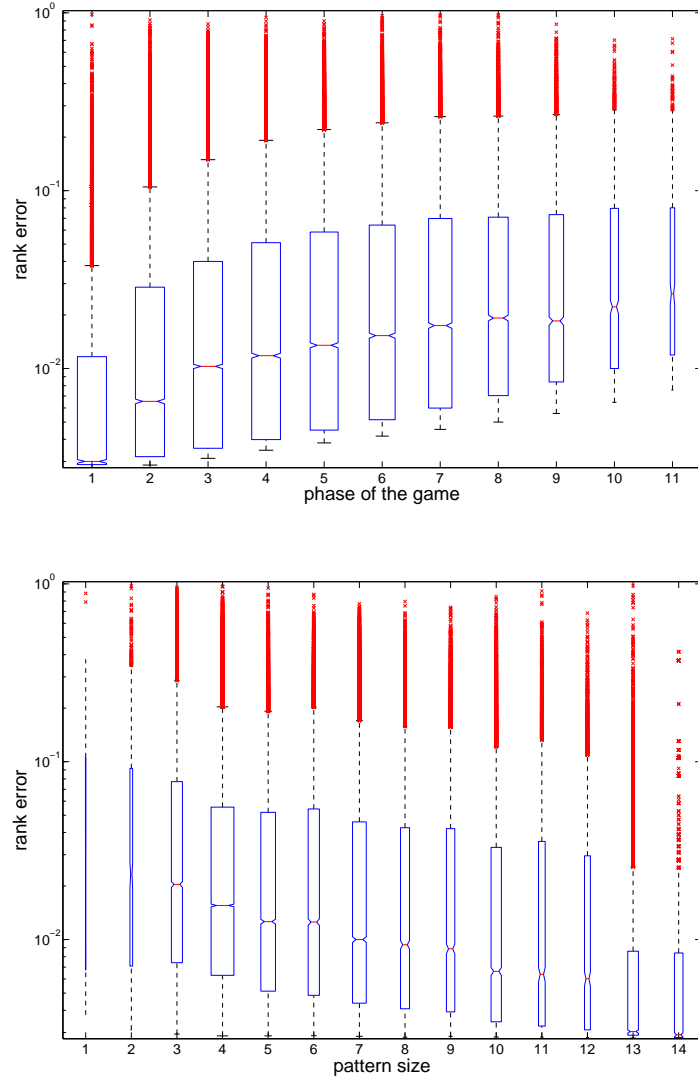 10^0
10^−1
10^−2
rank error
1 2 3 4 5 6 7 8 9 10 11
phase of the game
10^0
10^−1
10^−2
rank error
1 2 3 4 5 6 7 8 9 10 11 12 13 14
pattern size